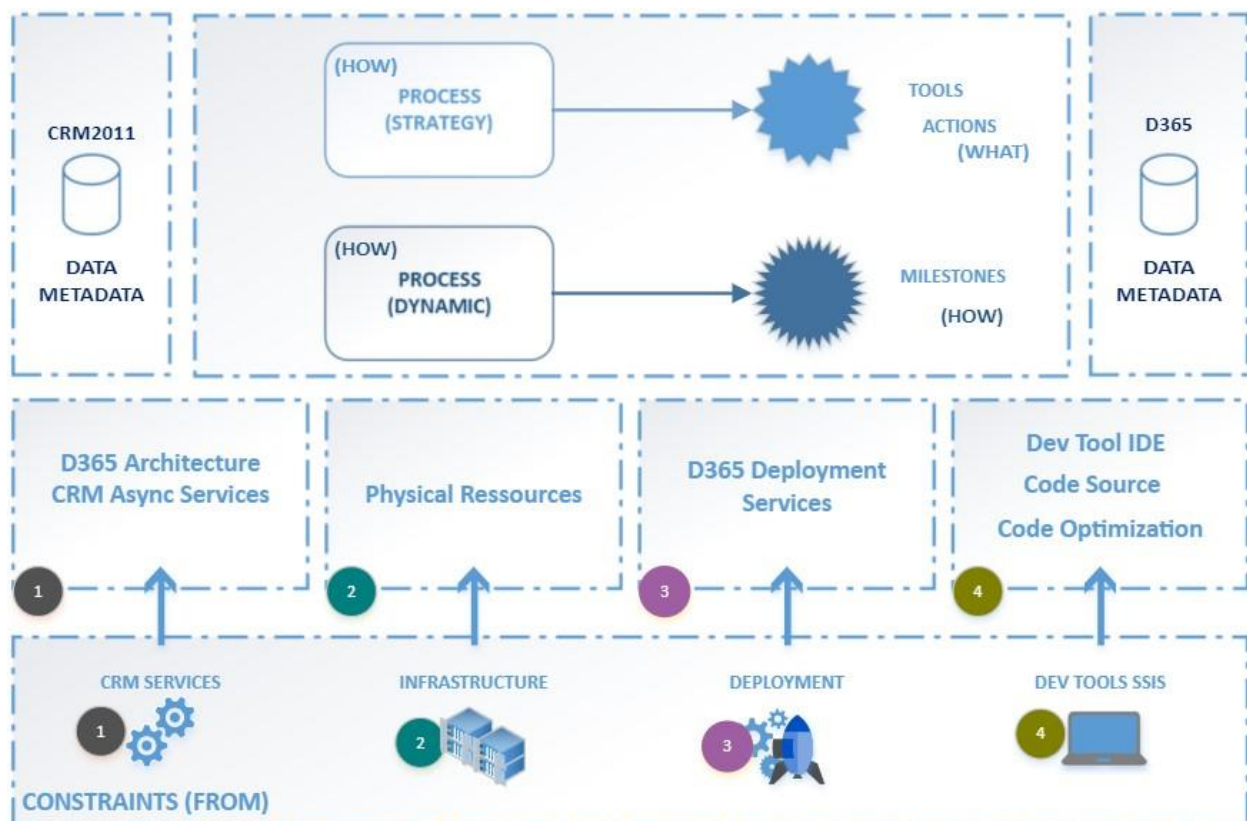 CRM2011
DATA
METADATA
(HOW)
PROCESS
(STRATEGY)
TOOLS
ACTIONS
(WHAT)
(HOW)
PROCESS
(DYNAMIC)
MILESTONES
(HOW)
D365
DATA
METADATA
D365 Architecture
CRM Async Services
1
Physical Ressources
2
D365 Deployment
Services
3
Dev Tool IDE
Code Source
Code Optimization
4
CRM SERVICES
1
INFRASTRUCTURE
2
DEPLOYMENT
3
DEV TOOLS SSIS
4
CONSTRAINTS (FROM)